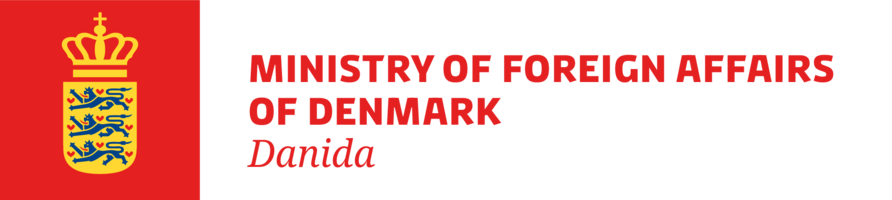 MINISTRY OF FOREIGN AFFAIRS
OF DENMARK
Danida